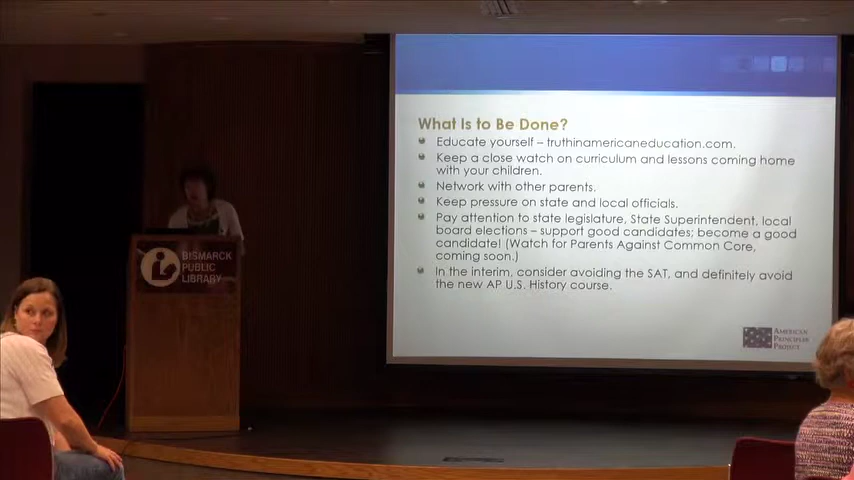 What Is to Be Done?
Educate yourself – truthinamericaneducation.com.
Keep a close watch on curriculum and lessons coming home
with your children.
Network with other parents.
Keep pressure on state and local officials.
Pay attention to state legislature, State Superintendent, local
board elections – support good candidates; become a good
candidate! (Watch for Parents Against Common Core,
coming soon.)
In the interim, consider avoiding the SAT, and definitely avoid
the new AP U.S. History course.
AMERICAN
PRINCIPLES
PROJECT
BISMARCK
PUBLIC
LIBRARY